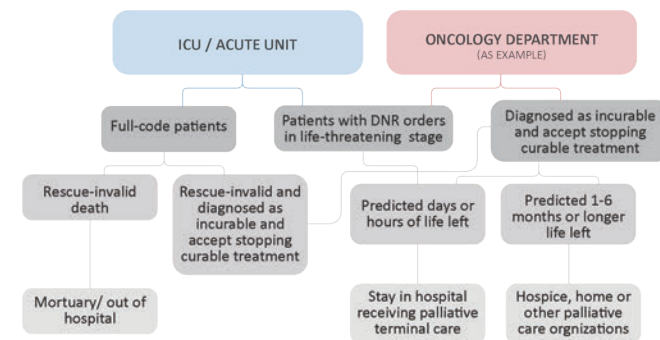 ICU / ACUTE UNIT
ONCOLOGY DEPARTMENT
(AS EXAMPLE)
Full-code patients
Patients with DNR orders
in life-threatening stage
Diagnosed as incurable
and accept stopping
curable treatment
Rescue-invalid
death
Rescue-invalid and
diagnosed as
incurable and
accept stopping
curable treatment
Predicted days or
hours of life left
Predicted 1-6
months or longer
life left
Mortuary/ out of
hospital
Stay in hospital
receiving palliative
terminal care
Hospice, home or
other palliative
care orgnizations